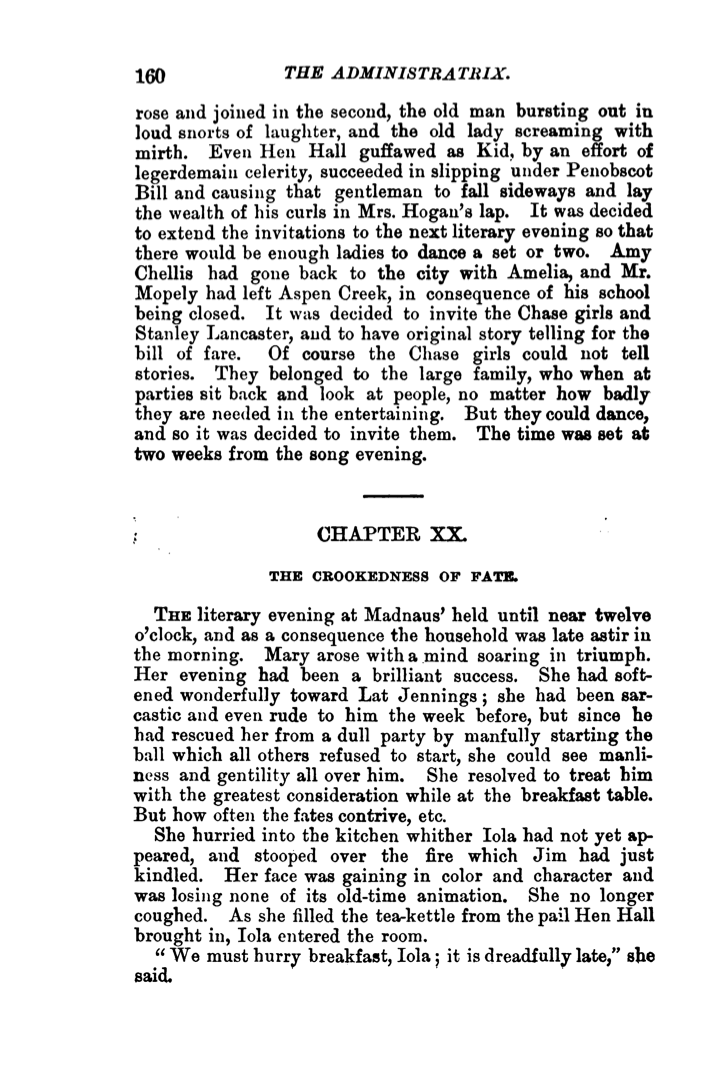 160 THE ADMINISTRATRIX.
rose and joined in the second, the old man bursting out in
loud snorts of laughter, and the old lady screaming with
mirth. Even Hen Hall guffawed as Kid, by an effort of
legerdemain celerity, succeeded in slipping under Penobscot
Bill and causing that gentleman to fall sideways and lay
the wealth of his curls in Mrs. Hogan's lap. It was decided
to extend the invitations to the next literary evening so that
there would be enough ladies to dance a set or two. Amy
Chellis had gone back to the city with Amelia, and Mr.
Mopely had left Aspen Creek, in consequence of his school
being closed. It was decided to invite the Chase girls and
Stanley Lancaster, and to have original story telling for the
bill of fare. Of course the Chase girls could not tell
stories. They belonged to the large family, who when at
parties sit back and look at people, no matter how badly
they are needed in the entertaining. But they could dance,
and so it was decided to invite them. The time was set at
two weeks from the song evening.
CHAPTER XX.
THE CROOKEDNESS OF FATE.
THE literary evening at Madnaus' held until near twelve
o'clock, and as a consequence the household was late astir in
the morning. Mary arose with a mind soaring in triumph.
Her evening had been a brilliant success. She had soft-
ened wonderfully toward Lat Jennings; she had been sar-
castic and even rude to him the week before, but since he
had rescued her from a dull party by manfully starting the
ball which all others refused to start, she could see manli-
ness and gentility all over him. She resolved to treat him
with the greatest consideration while at the breakfast table.
But how often the fates contrive, etc.
She hurried into the kitchen whither Iola had not yet ap-
peared, and stooped over the fire which Jim had just
kindled. Her face was gaining in color and character and
was losing none of its old-time animation. She no longer
coughed. As she filled the tea-kettle from the pail Hen Hall
brought in, Iola entered the room.
"We must hurry breakfast, Iola; it is dreadfully late," she
said.